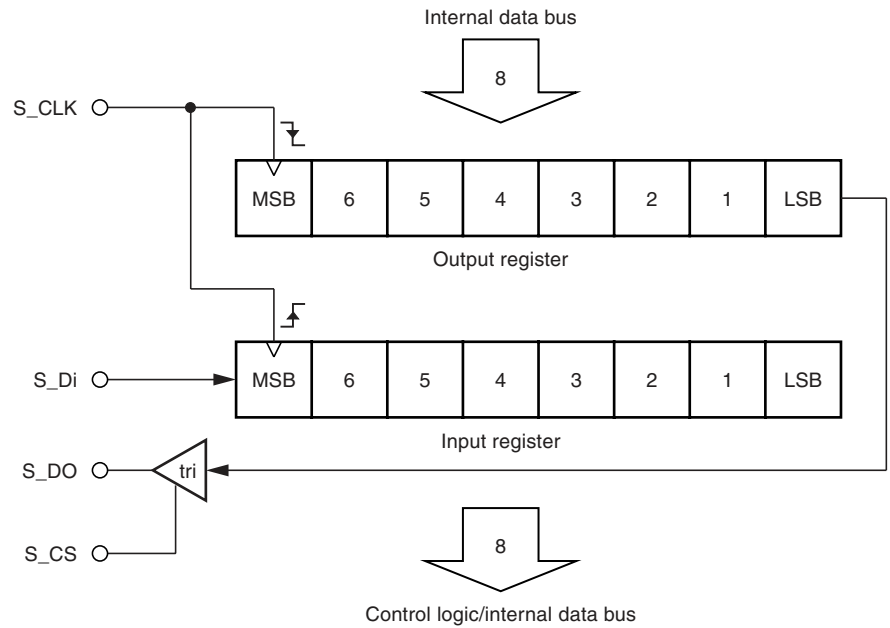 Internal data bus
8
S_CLK
MSB 6 5 4 3 2 1 LSB
Output register
S_Di
MSB 6 5 4 3 2 1 LSB
Input register
S_DO
tri
S_CS
8
Control logic/internal data bus